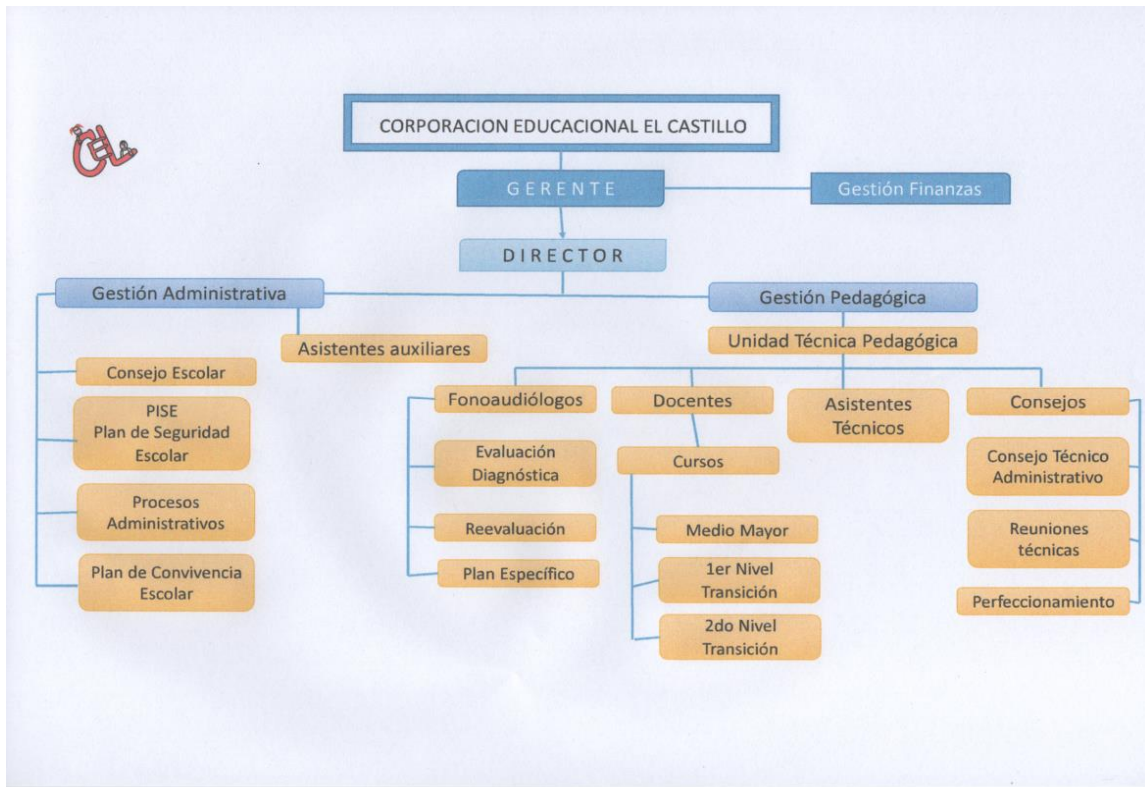 CEL
CORPORACION EDUCACIONAL EL CASTILLO
GERENTE
Gestión Finanzas
DIRECTOR
Gestión Administrativa
Gestión Pedagógica
Asistentes auxiliares
Unidad Técnica Pedagógica
Consejo Escolar
PISE
Plan de Seguridad
Escolar
Procesos
Administrativos
Plan de Convivencia
Escolar
Fonoaudiólogos
Evaluación
Diagnóstica
Reevaluación
Plan Específico
Docentes
Cursos
Medio Mayor
1er Nivel
Transición
2do Nivel
Transición
Asistentes
Técnicos
Consejos
Consejo Técnico
Administrativo
Reuniones
técnicas
Perfeccionamiento